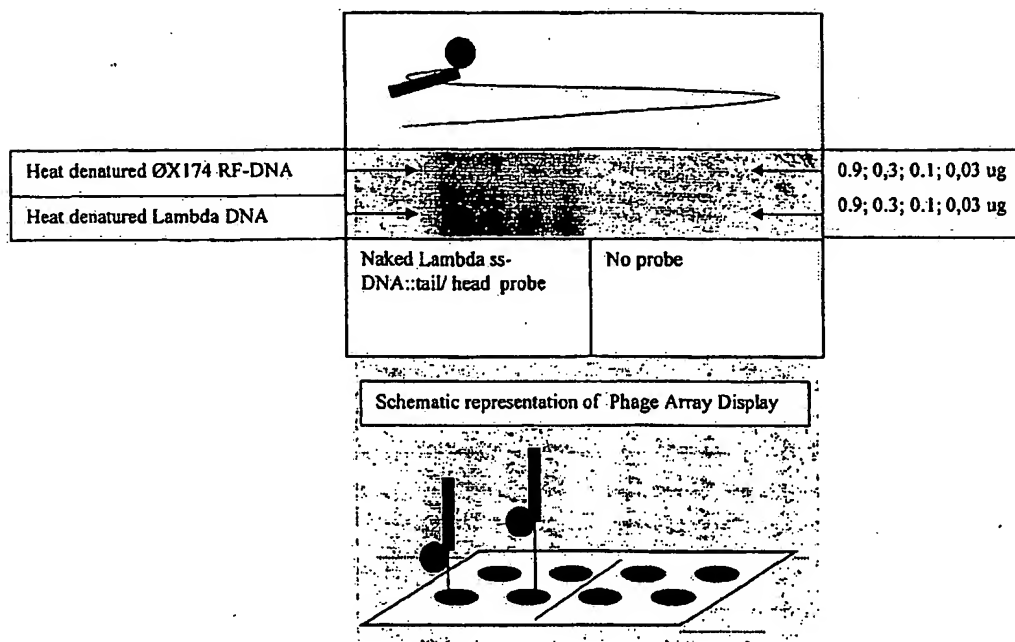 Heat denatured ØX174 RF-DNA
0.9; 0,3; 0.1; 0,03 ug
Heat denatured Lambda DNA
0.9; 0.3; 0.1; 0,03 ug
Naked Lambda ss-
DNA::tail/ head probe
No probe
Schematic representation of Phage Array Display